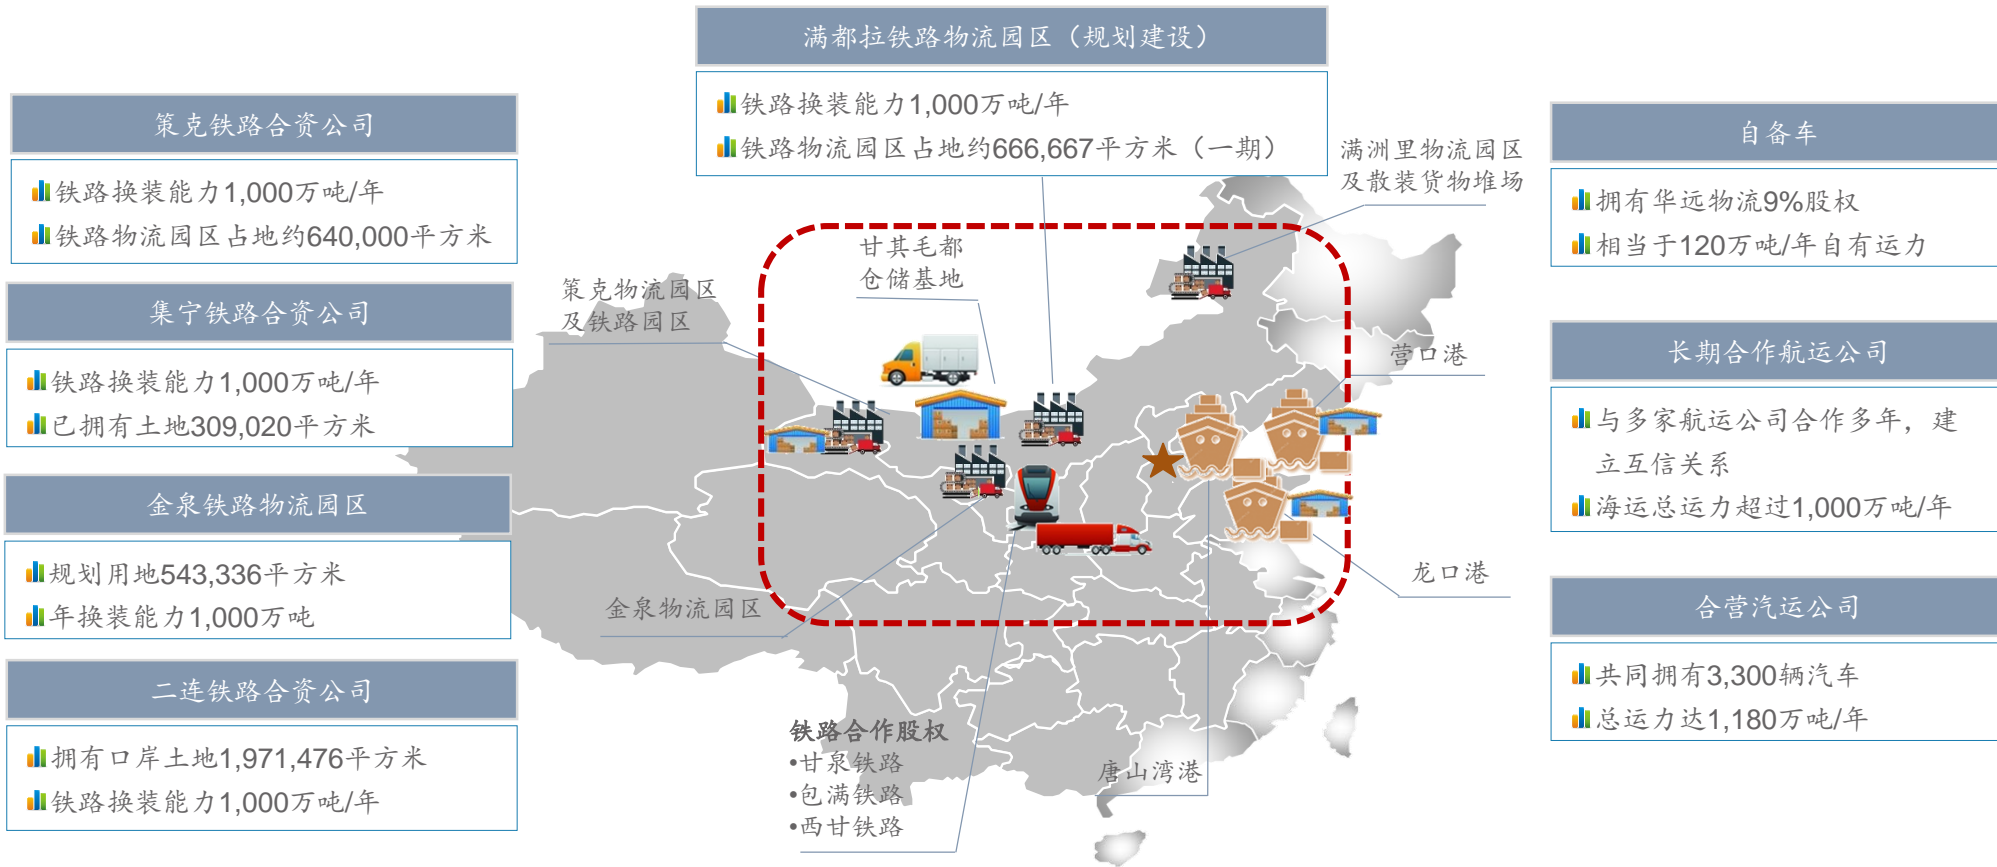 满都拉铁路物流园区（规划建设）
铁路换装能力1,000万吨/年
铁路物流园区占地约666,667平方米（一期）
策克铁路合资公司
铁路换装能力1,000万吨/年
铁路物流园区占地约640,000平方米
集宁铁路合资公司
铁路换装能力1,000万吨/年
已拥有土地309,020平方米
金泉铁路物流园区
规划用地543,336平方米
年换装能力1,000万吨
二连铁路合资公司
拥有口岸土地1,971,476平方米
铁路换装能力1,000万吨/年
策克物流园区
及铁路园区
甘其毛都
仓储基地
满洲里物流园区
及散装货物堆场
营口港
龙口港
金泉物流园区
唐山湾港
铁路合作股权
•甘泉铁路
•包满铁路
•西甘铁路
自备车
拥有华远物流9%股权
相当于120万吨/年自有运力
长期合作航运公司
与多家航运公司合作多年，建
立互信关系
海运总运力超过1,000万吨/年
合营汽运公司
共同拥有3,300辆汽车
总运力达1,180万吨/年